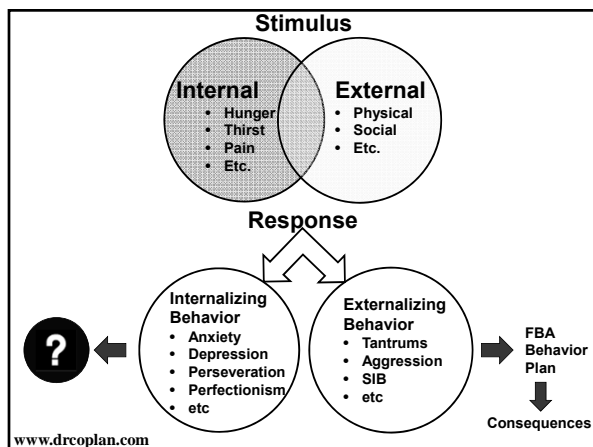 Stimulus
Internal
• Hunger
• Thirst
• Pain
• Etc.
External
• Physical
• Social
• Etc.
Response
Internalizing
Behavior
• Anxiety
• Depression
• Perseveration
• Perfectionism
• etc
Externalizing
Behavior
• Tantrums
• Aggression
• SIB
• etc
?
FBA
Behavior
Plan
Consequences
www.drcoplan.com